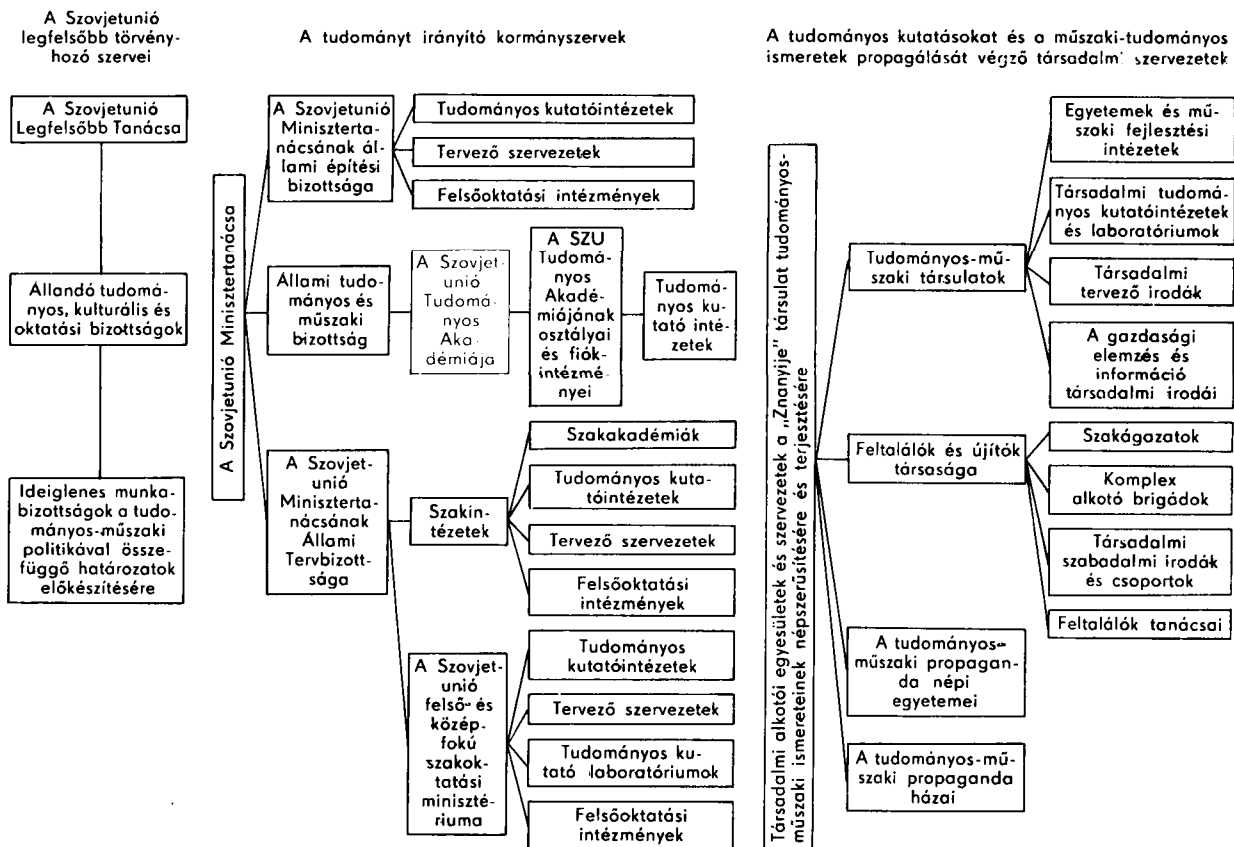 A Szovjetunió
legfelsőbb törvény-
hozó szervei
A Szovjetunió
Legfelsőbb Tanácsa
Állandó tudomá-
nyos, kulturális és
oktatási bizottságok
Ideiglenes munka-
bizottságok a tudo-
mányos-műszaki
politikával össze-
függő határozatok
előkészítésére
A tudományt irányító kormányszervek
A Szovjetunió Minisztertanácsa
A Szovjetunió
Miniszterta-
nácsának ál-
lami építési
bizottsága
Tudományos kutatóintézetek
Tervező szervezetek
Felsőoktatási intézmények
Állami tudo-
mányos és
műszaki
bizottság
A Szovjet-
unió
Tudomá-
nyos
Aka-
démiája
A SZU
Tudomá-
nyos
Akadé-
miájának
osztályai
és fiók-
intézmé-
nyei
Tudomá-
nyos ku-
tató inté-
zetek
A Szovjet-
unió
Miniszterta-
nácsának
Állami
Tervbizott-
sága
Szakin-
tézetek
Szakakadémiák
Tudományos kuta-
tóintézetek
Tervező szervezetek
Felsőoktatási
intézmények
A Szovjet-
unió
felső- és
közép-
fokú
szakok-
tatási
minisz-
tériuma
Tudományos
kutatóintézetek
Tervező szervezetek
Tudományos ku-
tató laboratóriumok
Felsőoktatási
intézmények
A tudományos kutatásokat és a műszaki-tudományos
ismeretek propagálását végző társadalmi szervezetek
Társadalmi alkotói egyesületek és szervezetek a „Znanyije” társulat tudományos-
műszaki ismereteinek népszerűsítésére és terjesztésére
Tudományos-mű-
szaki társulatok
Egyetemek és mű-
szaki fejlesztési
intézetek
Társadalmi tudomá-
nyos kutatóintézetek
és laboratóriumok
Társadalmi
tervező irodák
A gazdasági
elemzés és
információ
társadalmi irodái
Feltalálók és újítók
társasága
Szakágazatok
Komplex
alkotó brigádok
Társadalmi
szabadalmi irodák
és csoportok
Feltalálók tanácsai
A tudományos-
műszaki propagan-
da népi
egyetemei
A tudományos-mű-
szaki propaganda
házai